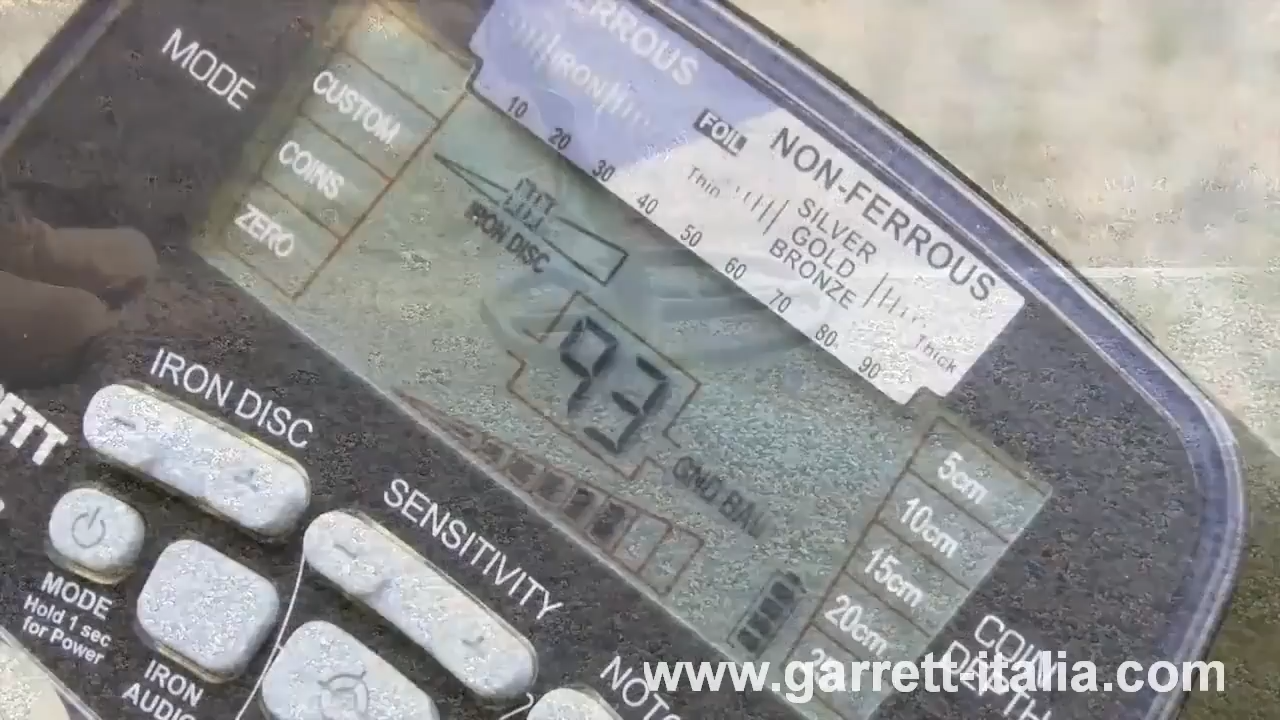 MODE
CUSTOM
COINS
ZERO
IRON
10 20 30 40 50 60 70 80 90
FOIL
NON-FERROUS
Thin
SILVER
GOLD
BRONZE
Thick
IRON DISC
93
GND BAL
5cm
10cm
15cm
20cm
IRON DISC
- +
SENSITIVITY
- +
MODE
Hold 1 sec
for Power
IRON
AUDIO
COIN
DEPTH
www.garrett-italia.com